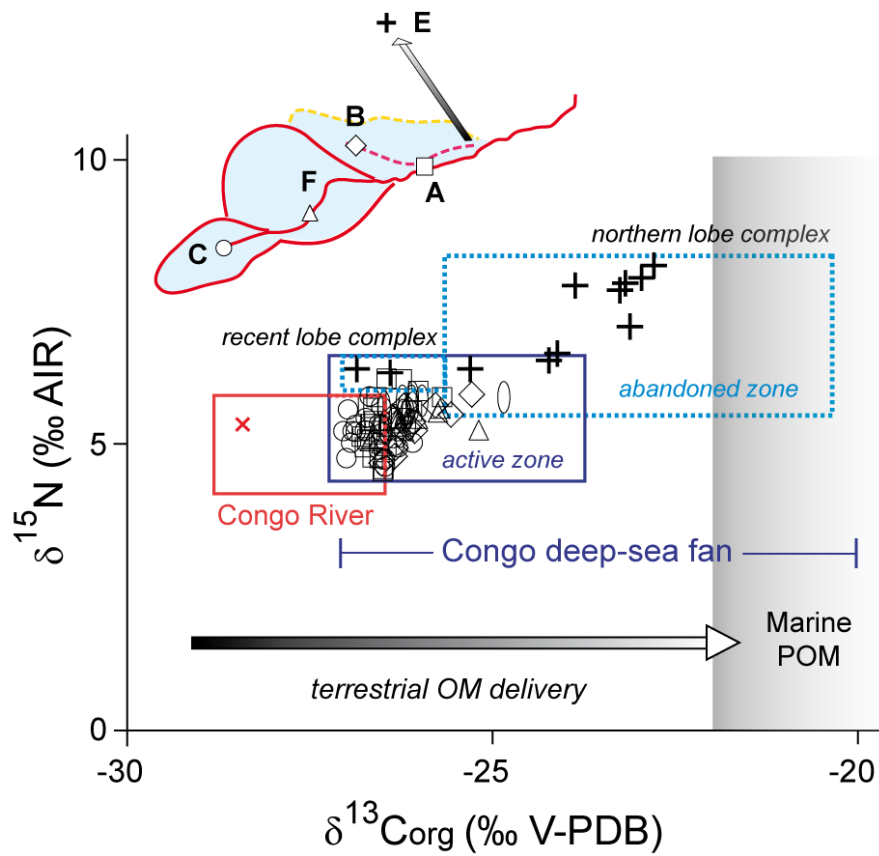 + E
B
A
F
C
10
northern lobe complex
recent lobe complex
abandoned zone
5
active zone
Congo River
Congo deep-sea fan
Marine
POM
terrestrial OM delivery
0
-30
-25
-20
δ¹⁵N (‰ AIR)
δ¹³Corg (‰ V-PDB)